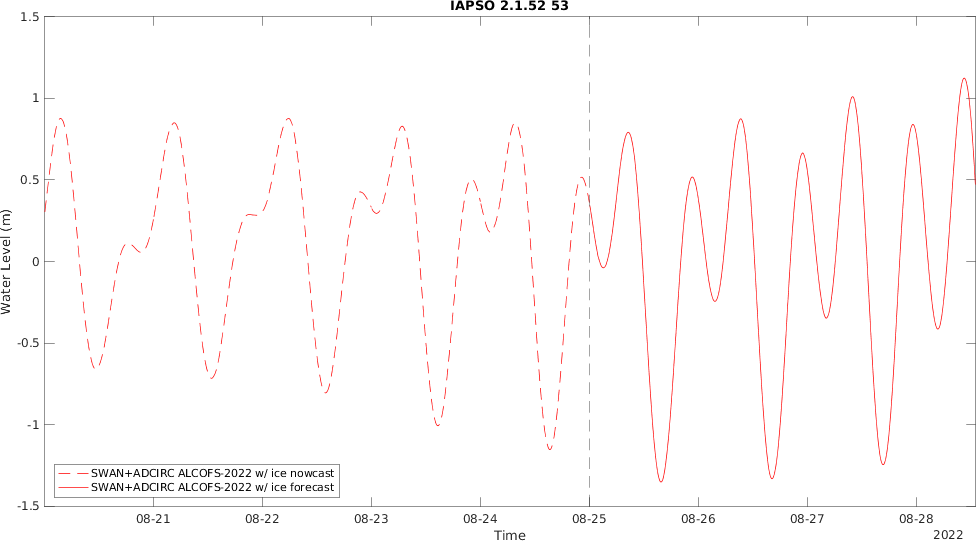 IAPSO 2.1.52 53
1.5
1
0.5
0
-0.5
-1
-1.5
Water Level (m)
SWAN+ADCIRC ALCOFS-2022 w/ ice nowcast
SWAN+ADCIRC ALCOFS-2022 w/ ice forecast
08-21 08-22 08-23 08-24 08-25 08-26 08-27 08-28
Time
2022